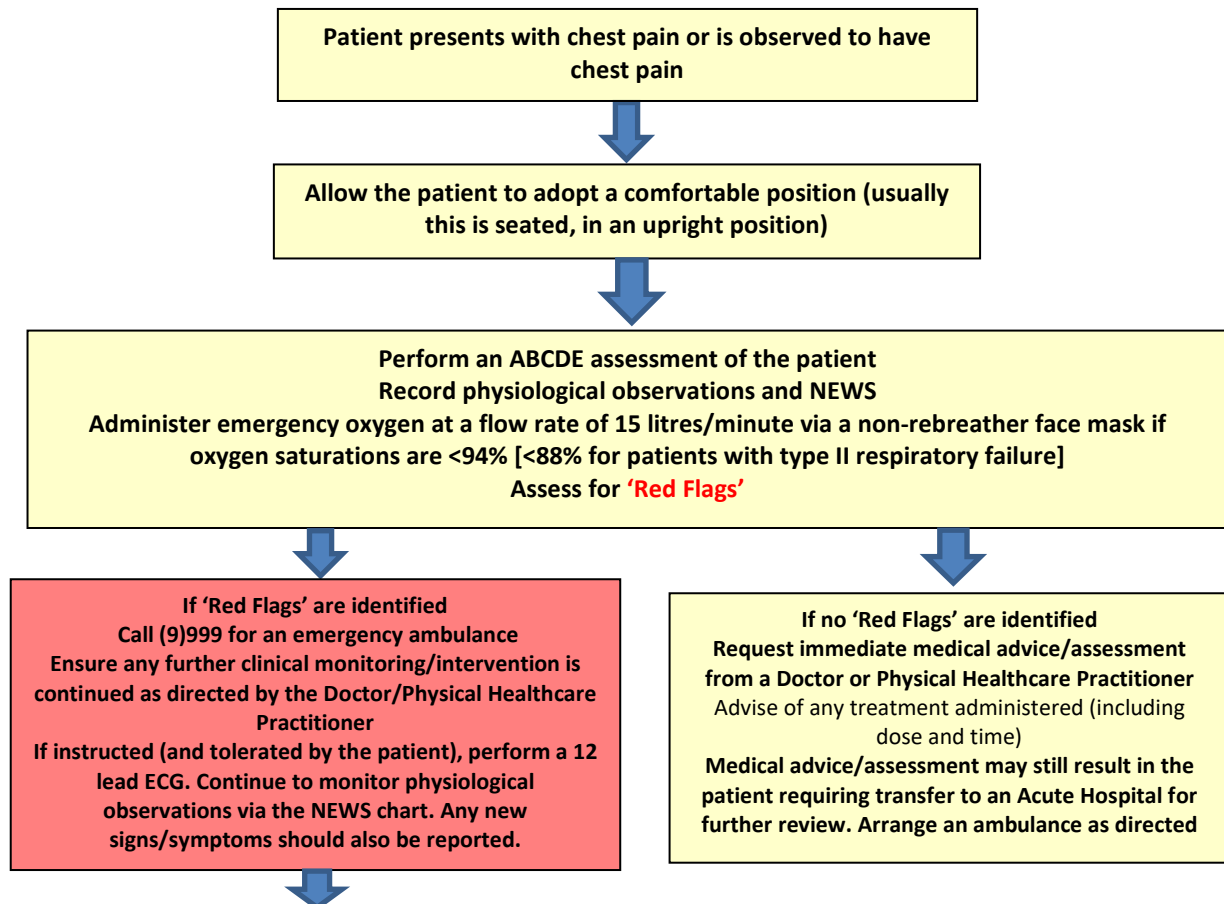 Patient presents with chest pain or is observed to have
chest pain
Allow the patient to adopt a comfortable position (usually
this is seated, in an upright position)
Perform an ABCDE assessment of the patient
Record physiological observations and NEWS
Administer emergency oxygen at a flow rate of 15 litres/minute via a non-rebreather face mask if
oxygen saturations are <94% [<88% for patients with type II respiratory failure]
Assess for ‘Red Flags’
If ‘Red Flags’ are identified
Call (9)999 for an emergency ambulance
Ensure any further clinical monitoring/intervention is
continued as directed by the Doctor/Physical Healthcare
Practitioner
If instructed (and tolerated by the patient), perform a 12
lead ECG. Continue to monitor physiological
observations via the NEWS chart. Any new
signs/symptoms should also be reported.
If no ‘Red Flags’ are identified
Request immediate medical advice/assessment
from a Doctor or Physical Healthcare Practitioner
Advise of any treatment administered (including
dose and time)
Medical advice/assessment may still result in the
patient requiring transfer to an Acute Hospital for
further review. Arrange an ambulance as directed